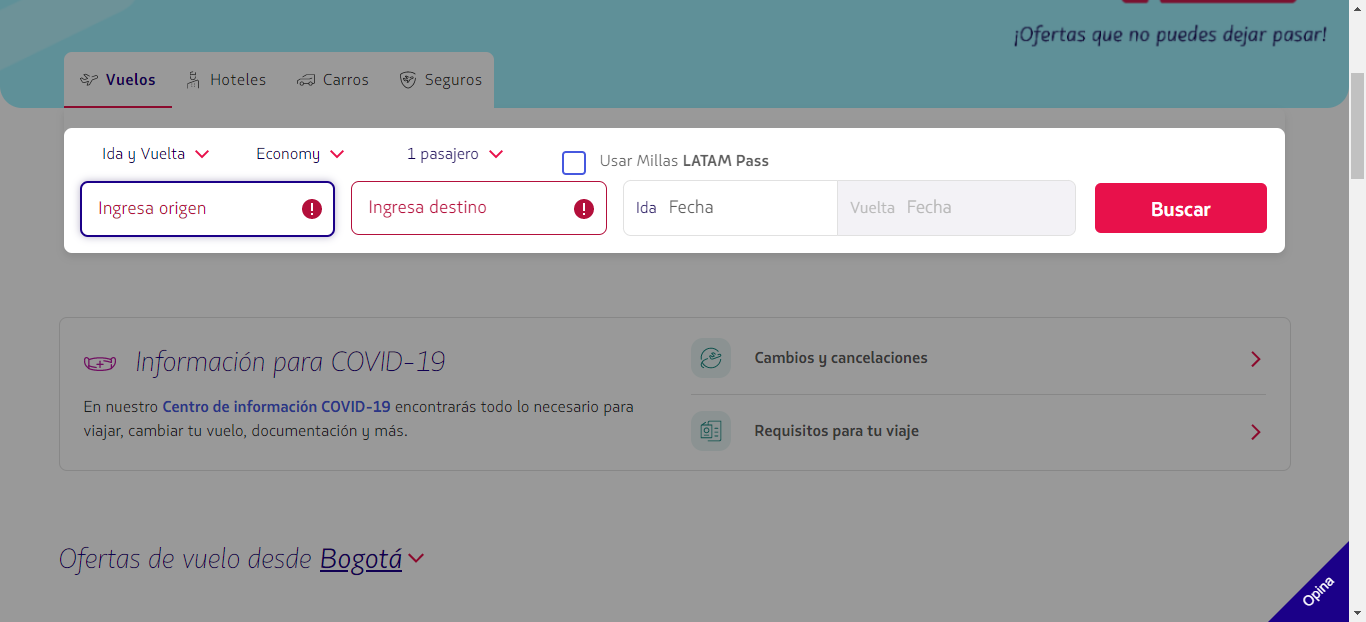 ¡Ofertas que no puedes dejar pasar!
Vuelos Hoteles Carros Seguros
Ida y Vuelta Economy 1 pasajero Usar Millas LATAM Pass
Ingresa origen Ingresa destino Ida Fecha Vuelta Fecha Buscar
Información para COVID-19
En nuestro Centro de información COVID-19 encontrarás todo lo necesario para
viajar, cambiar tu vuelo, documentación y más.
Cambios y cancelaciones
Requisitos para tu viaje
Ofertas de vuelo desde Bogotá
Opina